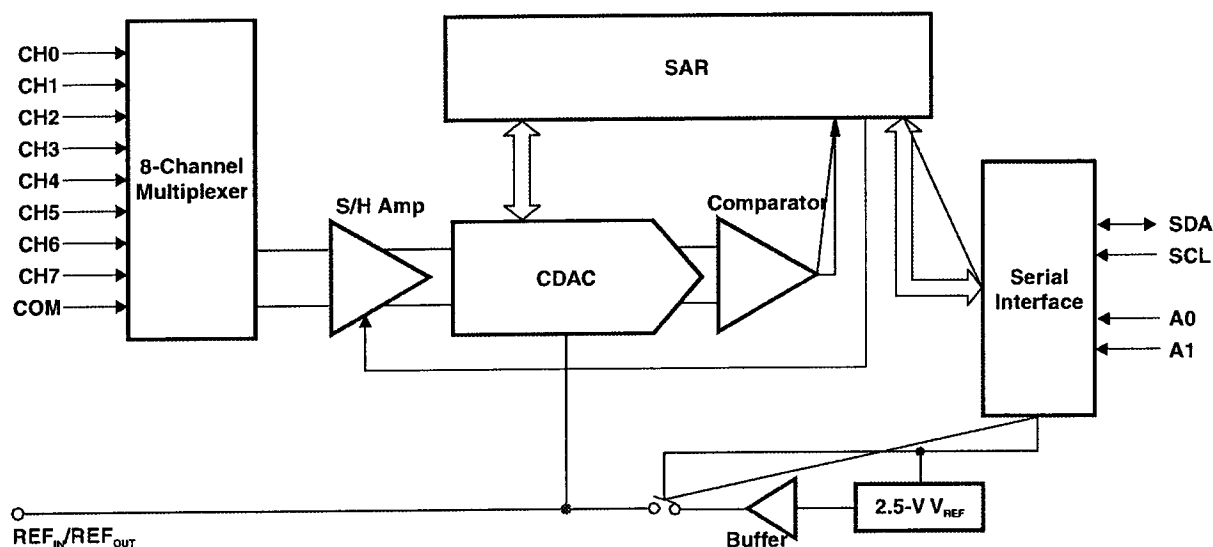 CH0
CH1
CH2
CH3
CH4
CH5
CH6
CH7
COM
8-Channel
Multiplexer
S/H Amp
SAR
CDAC
Comparator
Serial
Interface
SDA
SCL
A0
A1
REFIN/REFOUT
Buffer
2.5-V VREF